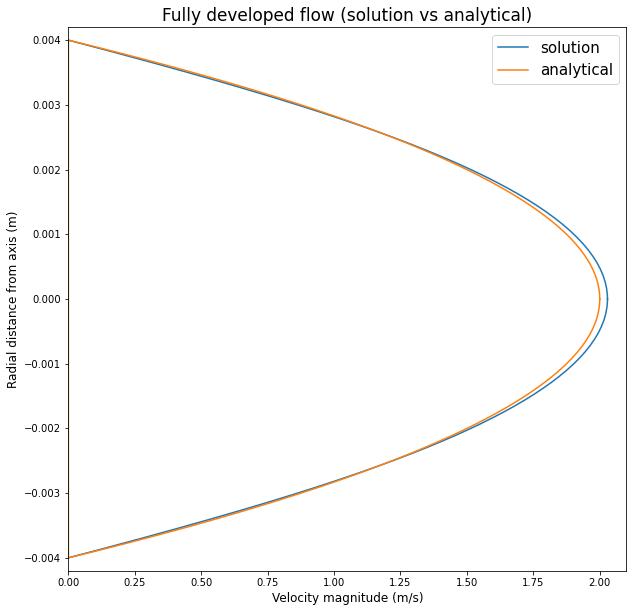 Fully developed flow (solution vs analytical)
solution
analytical
0.004
0.003
0.002
0.001
0.000
−0.001
−0.002
−0.003
−0.004
Radial distance from axis (m)
0.00 0.25 0.50 0.75 1.00 1.25 1.50 1.75 2.00
Velocity magnitude (m/s)